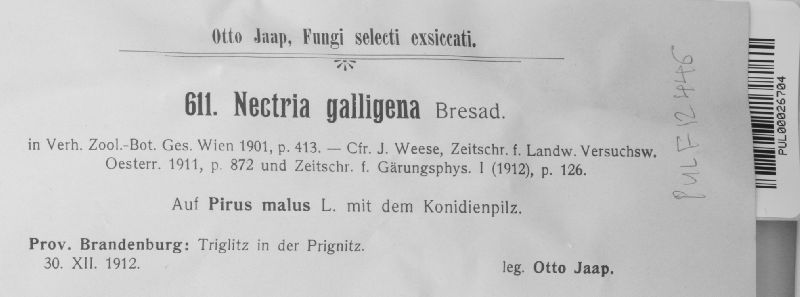 Otto Jaap, Fungi selecti exsiccati.
611. Nectria galligena Bresad.
in Verh. Zool.-Bot. Ges. Wien 1901, p. 413. — Cfr. J. Weese, Zeitschr. f. Landw. Versuchsw.
Oesterr. 1911, p. 872 und Zeitschr. f. Gärungsphys. I (1912), p. 126.
Auf Pirus malus L. mit dem Konidienpilz.
Prov. Brandenburg: Triglitz in der Prignitz.
30. XII. 1912.
leg. Otto Jaap.
PUL F12446
PUL00026704